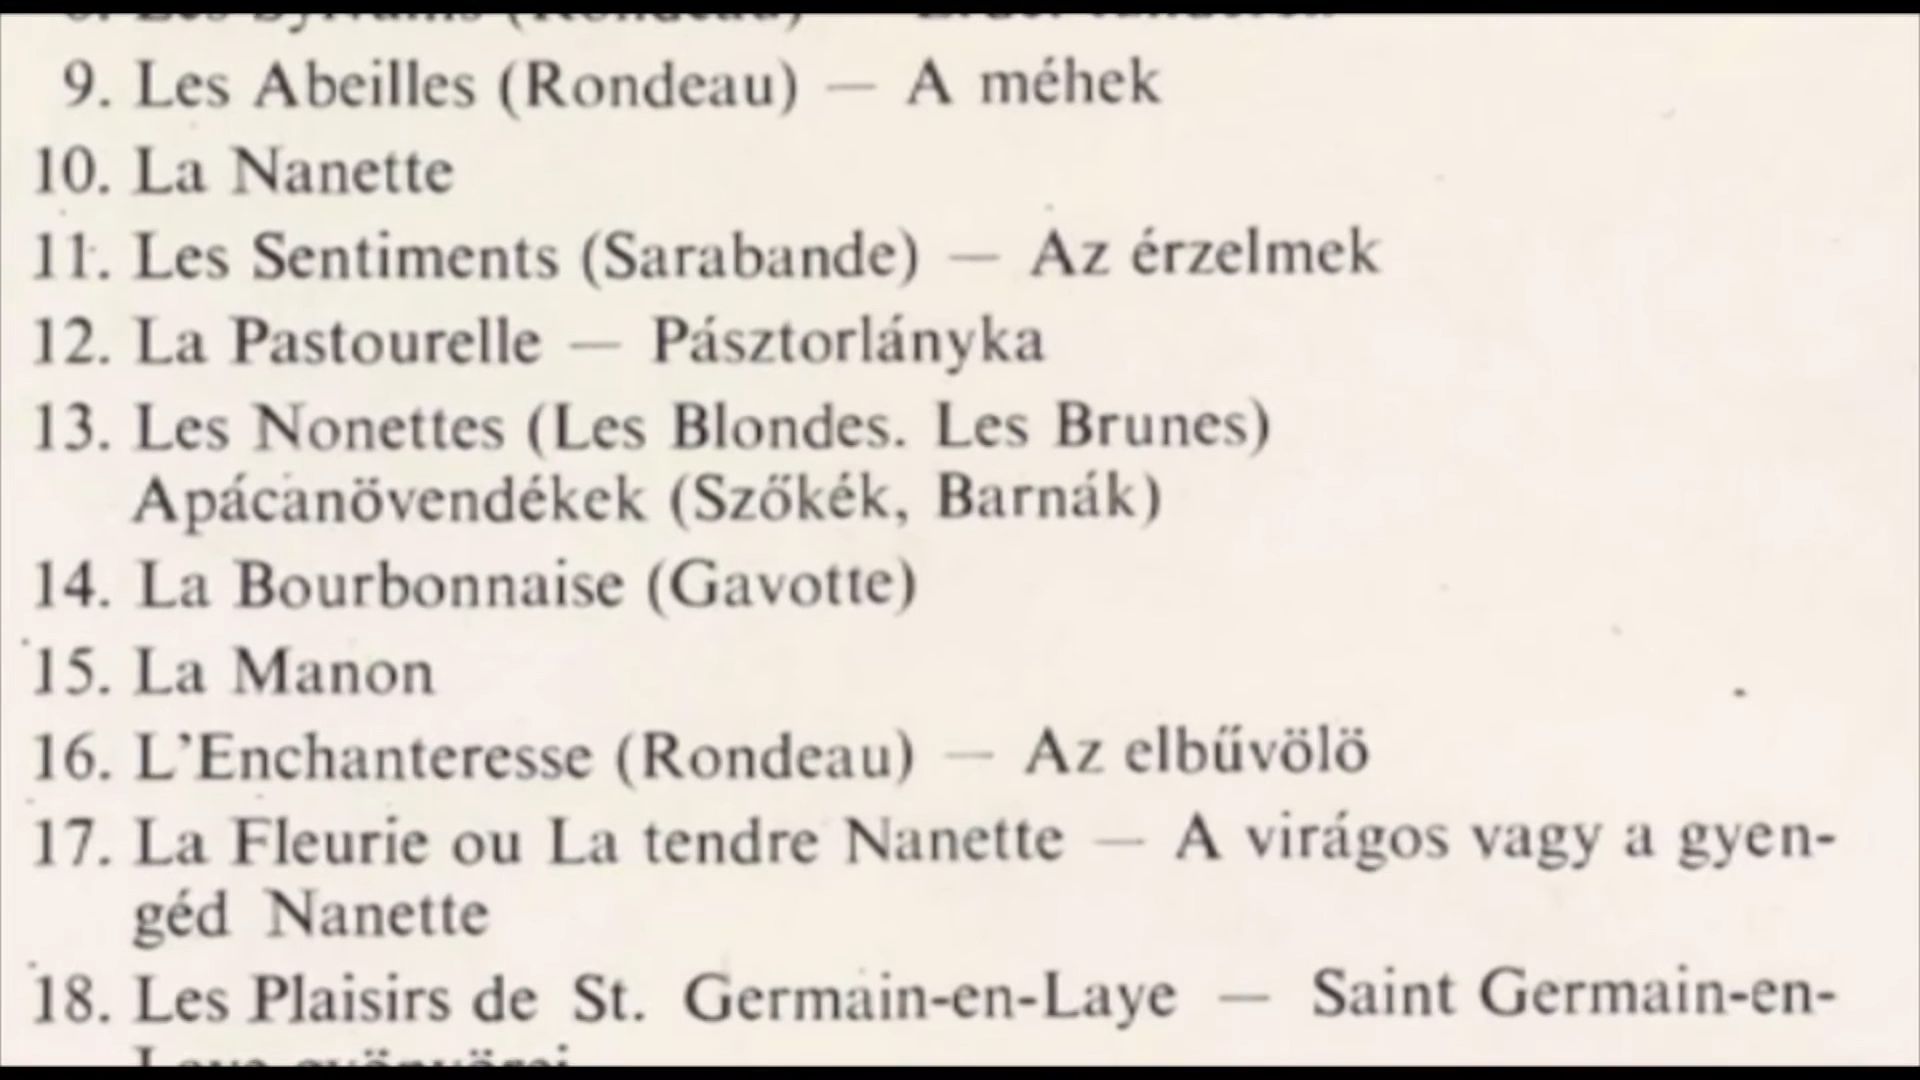 9. Les Abeilles (Rondeau) — A méhek
10. La Nanette
11. Les Sentiments (Sarabande) — Az érzelmek
12. La Pastourelle — Pásztorlányka
13. Les Nonettes (Les Blondes. Les Brunes)
Apácanövendékek (Szőkék, Barnák)
14. La Bourbonnaise (Gavotte)
15. La Manon
16. L’Enchanteresse (Rondeau) — Az elbűvölö
17. La Fleurie ou La tendre Nanette — A virágos vagy a gyen-
géd Nanette
18. Les Plaisirs de St. Germain-en-Laye — Saint Germain-en-